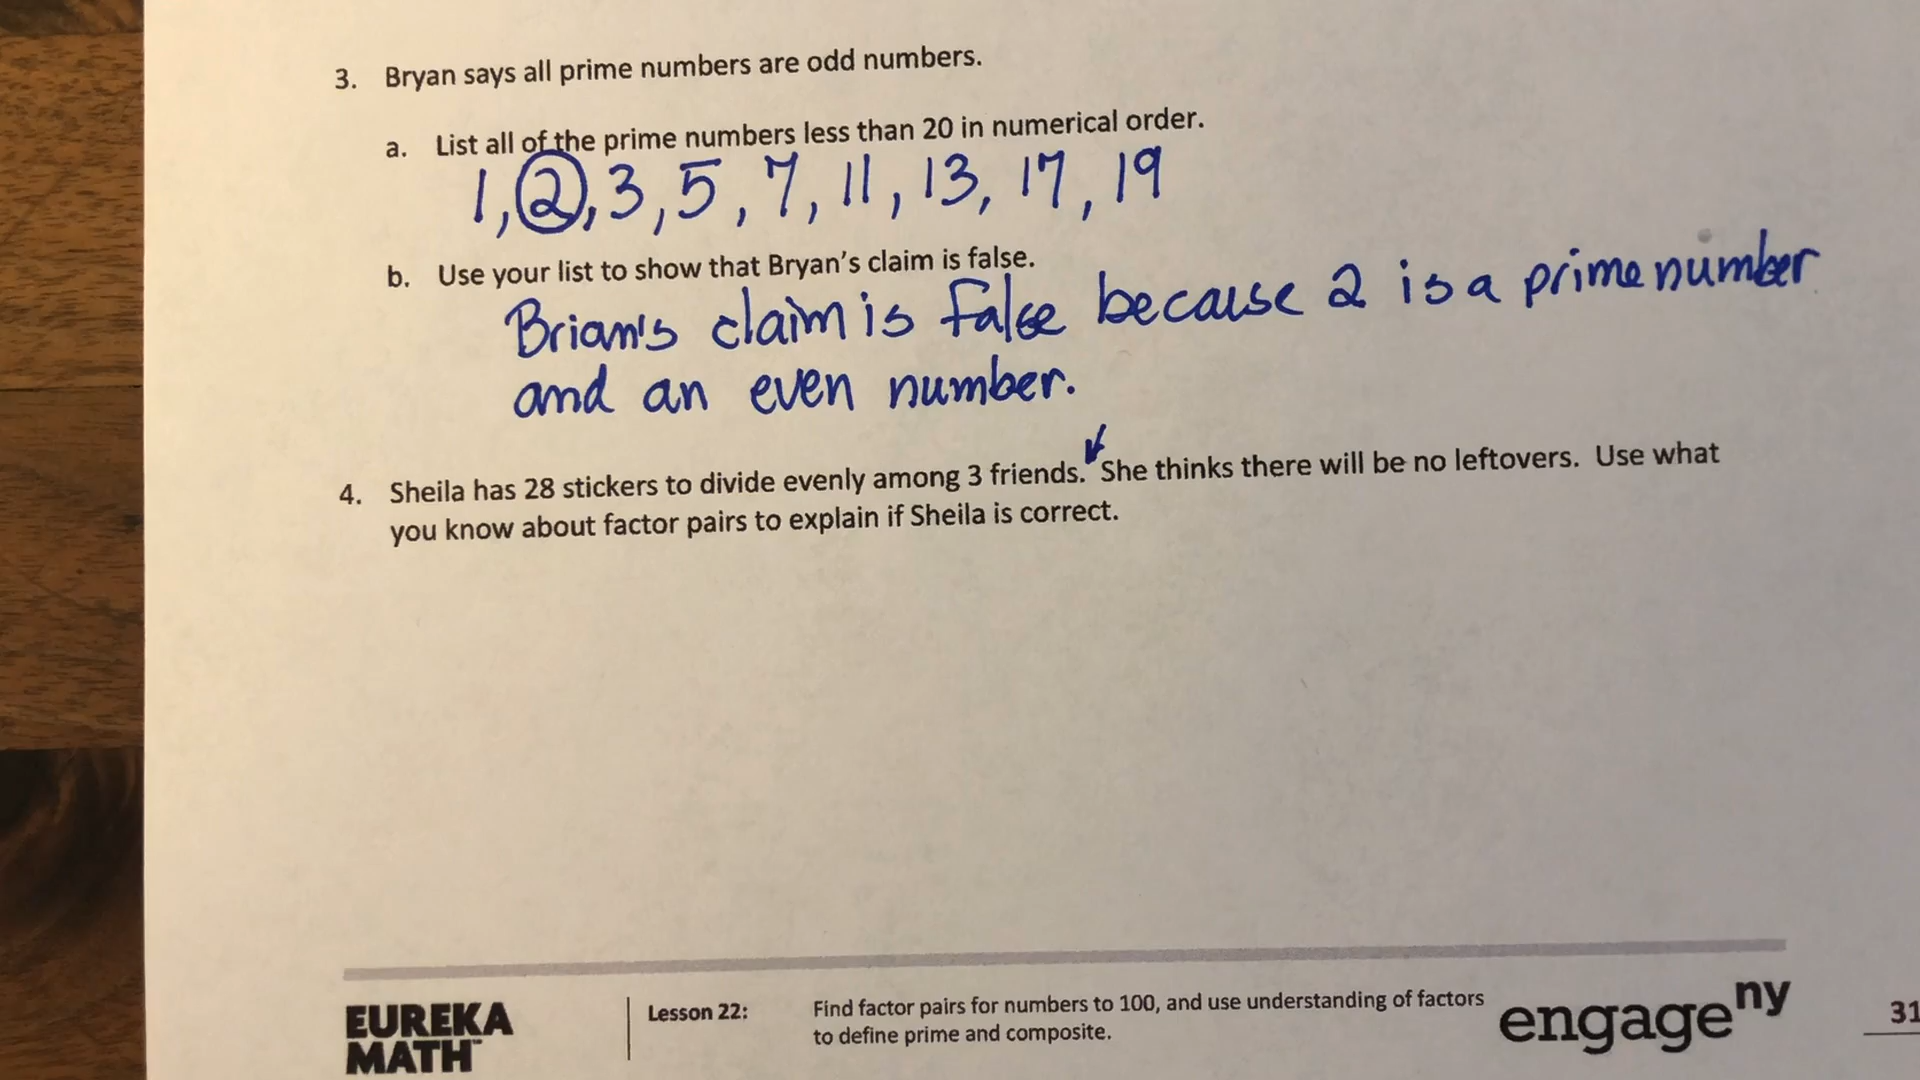 3. Bryan says all prime numbers are odd numbers.
a. List all of the prime numbers less than 20 in numerical order.
1, 2, 3, 5, 7, 11, 13, 17, 19
b. Use your list to show that Bryan's claim is false.
Brian's claim is false because 2 is a prime number
and an even number.
4. Sheila has 28 stickers to divide evenly among 3 friends. She thinks there will be no leftovers. Use what
you know about factor pairs to explain if Sheila is correct.
EUREKA
MATH™
Lesson 22:
Find factor pairs for numbers to 100, and use understanding of factors
to define prime and composite.
engageny
31